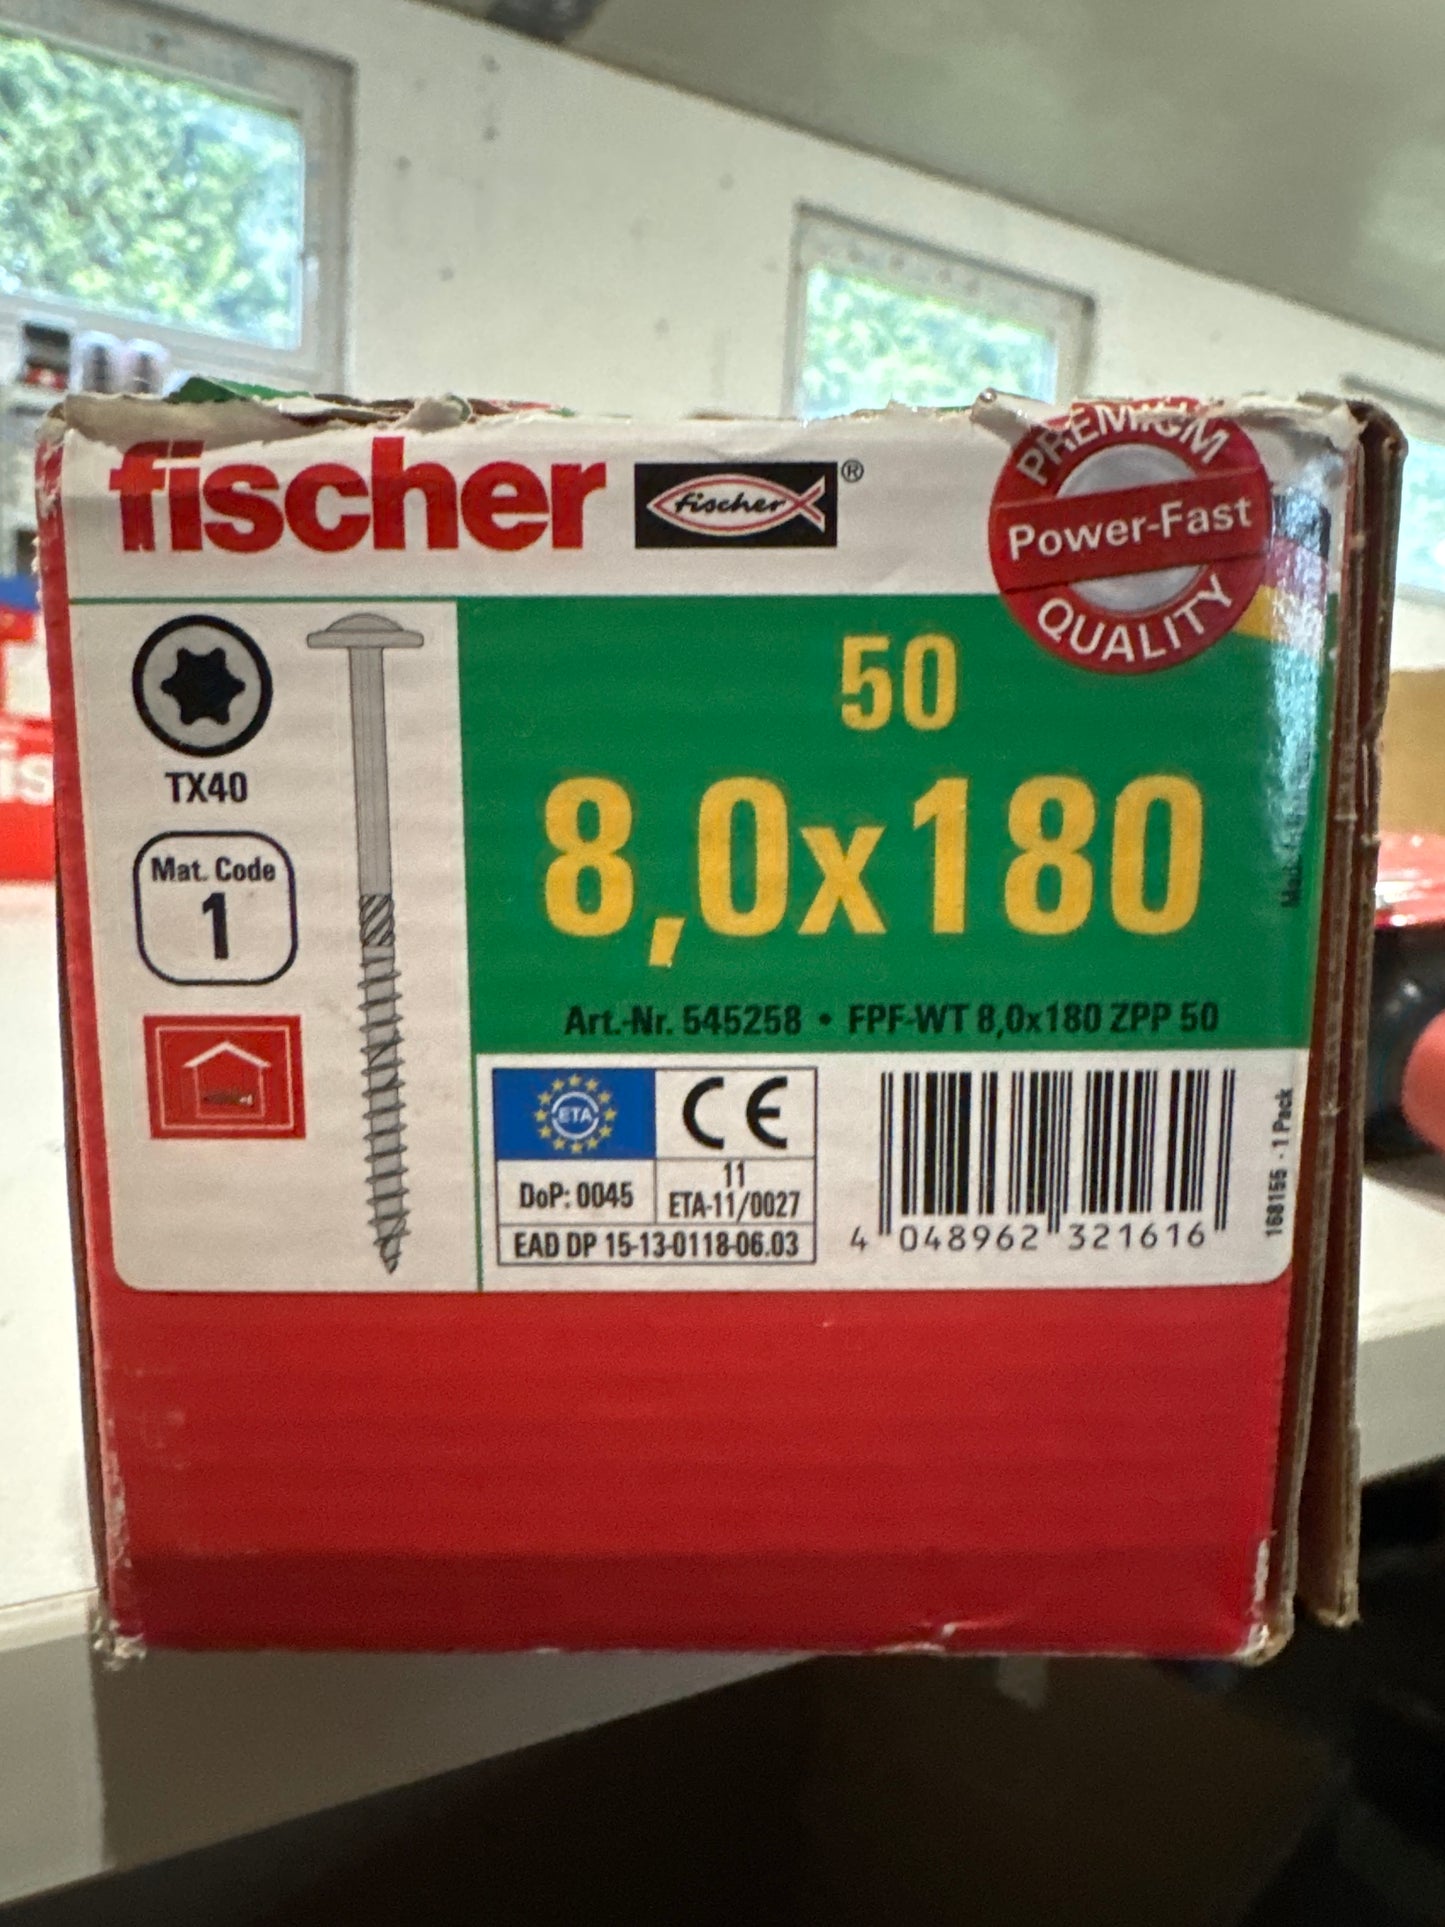 fischer fischer ®
PREMIUM
Power-Fast
QUALITY
TX40
Mat. Code
1
50
8,0x180
Art.-Nr. 545258 • FPF-WT 8,0x180 ZPP 50
ETA
CE
DoP: 0045
11
ETA-11/0027
EAD DP 15-13-0118-06.03
4 048962 321616
168155 - 1 Pack
is